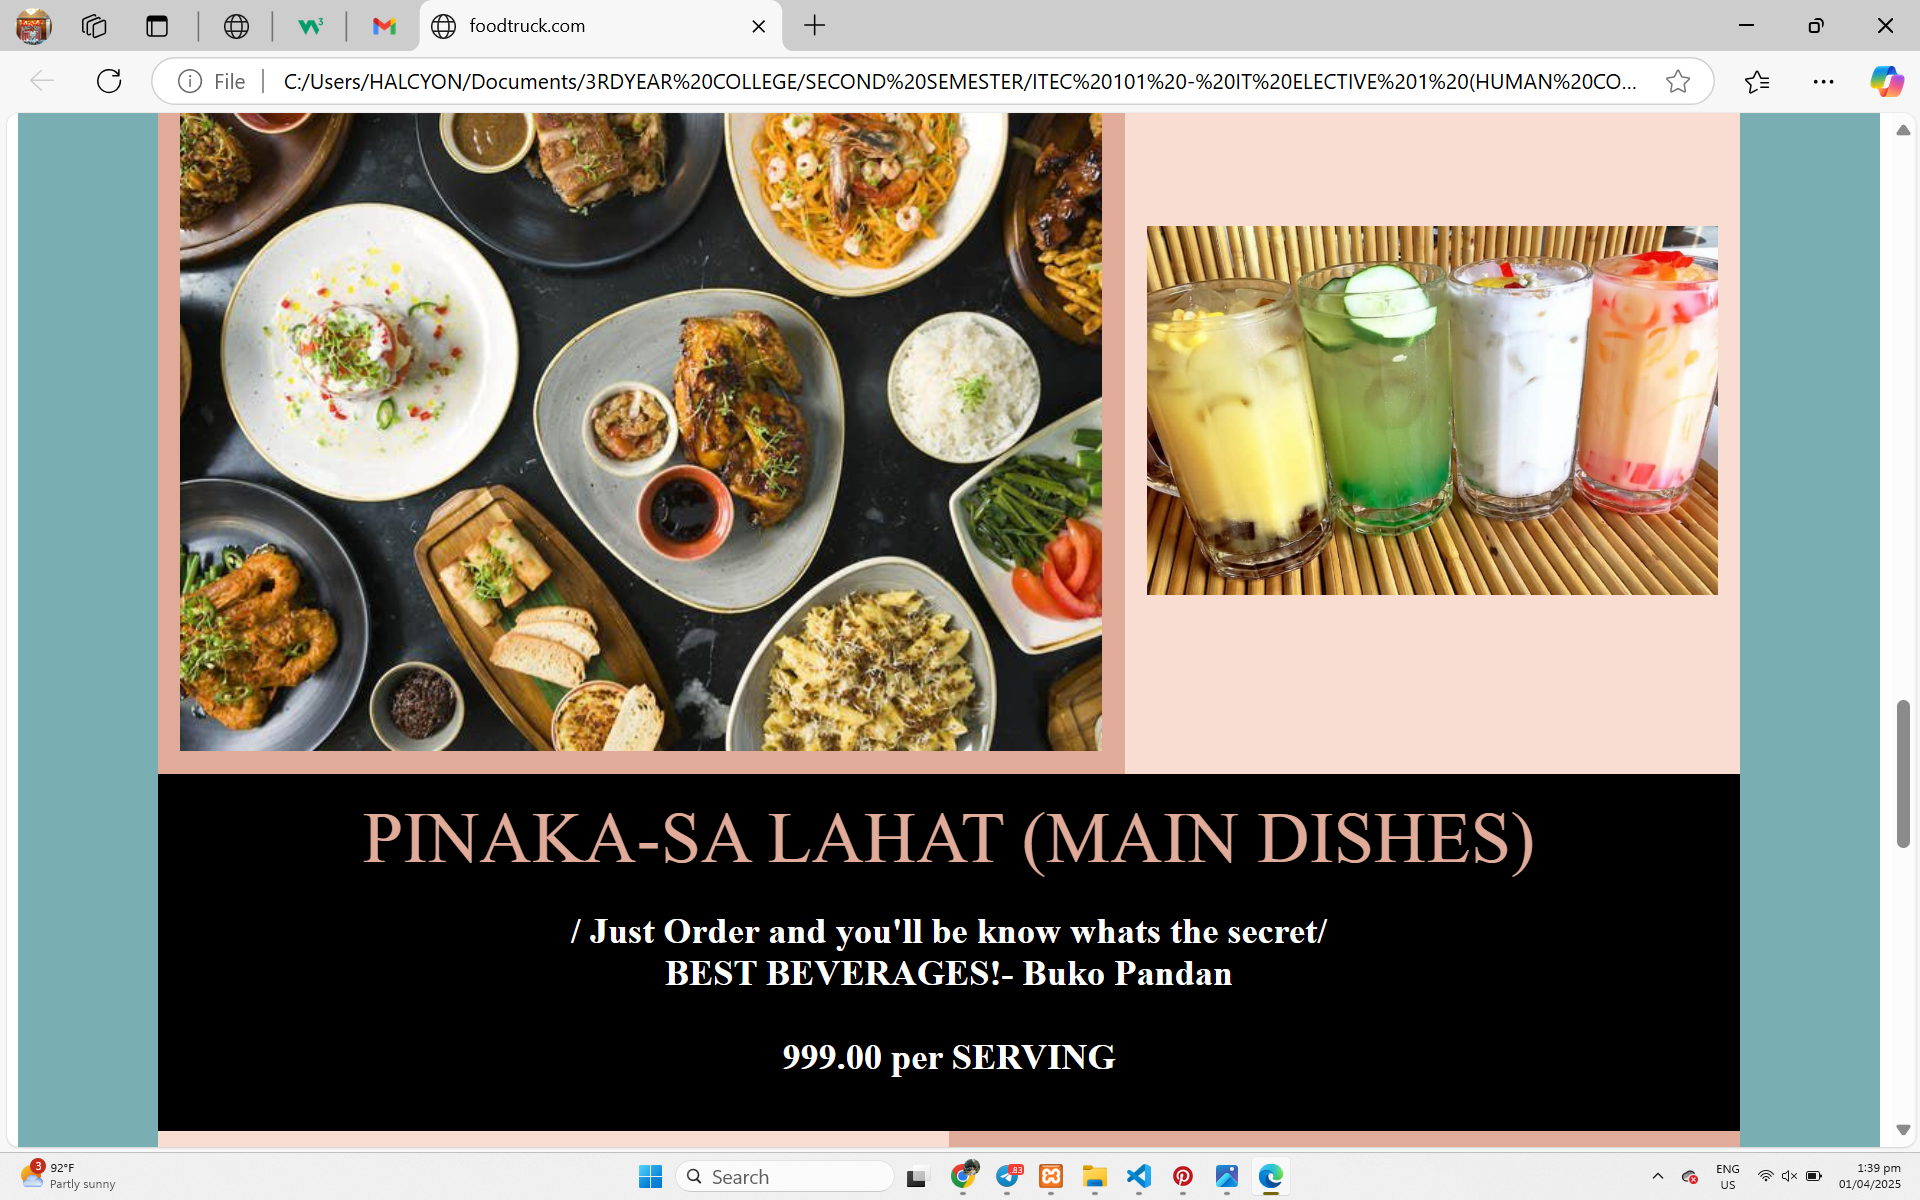 foodtruck.com
File
C:/Users/HALCYON/Documents/3RDYEAR%20COLLEGE/SECOND%20SEMESTER/ITEC%20101%20-%20IT%20ELECTIVE%201%20(HUMAN%20CO...
PINAKA-SA LAHAT (MAIN DISHES)
/ Just Order and you'll be know whats the secret/
BEST BEVERAGES!- Buko Pandan
999.00 per SERVING
3
92°F
Partly sunny
Search
83
ENG
US
1:39 pm
01/04/2025